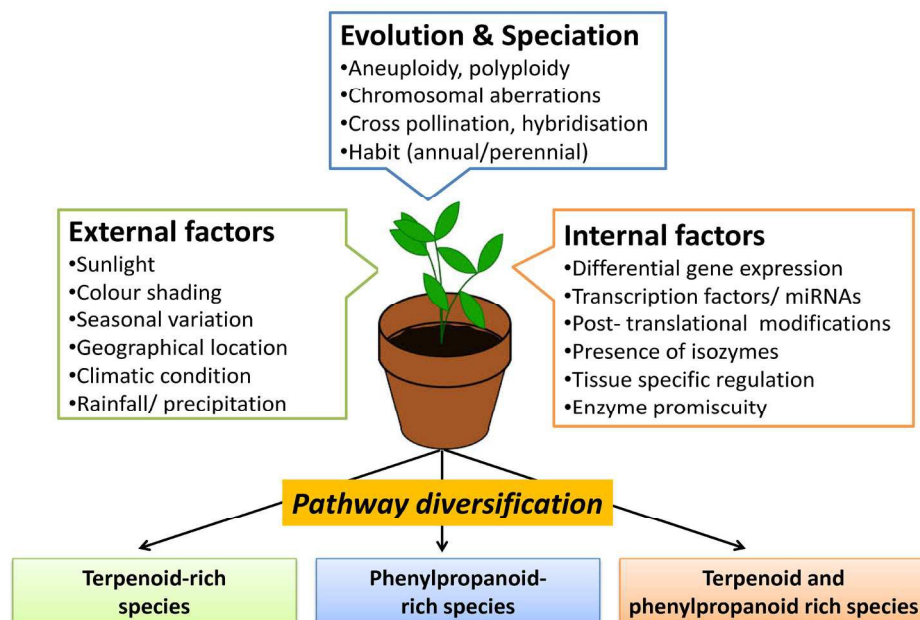 Evolution & Speciation
•Aneuploidy, polyploidy
•Chromosomal aberrations
•Cross pollination, hybridisation
•Habit (annual/perennial)
External factors
•Sunlight
•Colour shading
•Seasonal variation
•Geographical location
•Climatic condition
•Rainfall/ precipitation
Internal factors
•Differential gene expression
•Transcription factors/ miRNAs
•Post- translational modifications
•Presence of isozymes
•Tissue specific regulation
•Enzyme promiscuity
Pathway diversification
Terpenoid-rich
species
Phenylpropanoid-
rich species
Terpenoid and
phenylpropanoid rich species